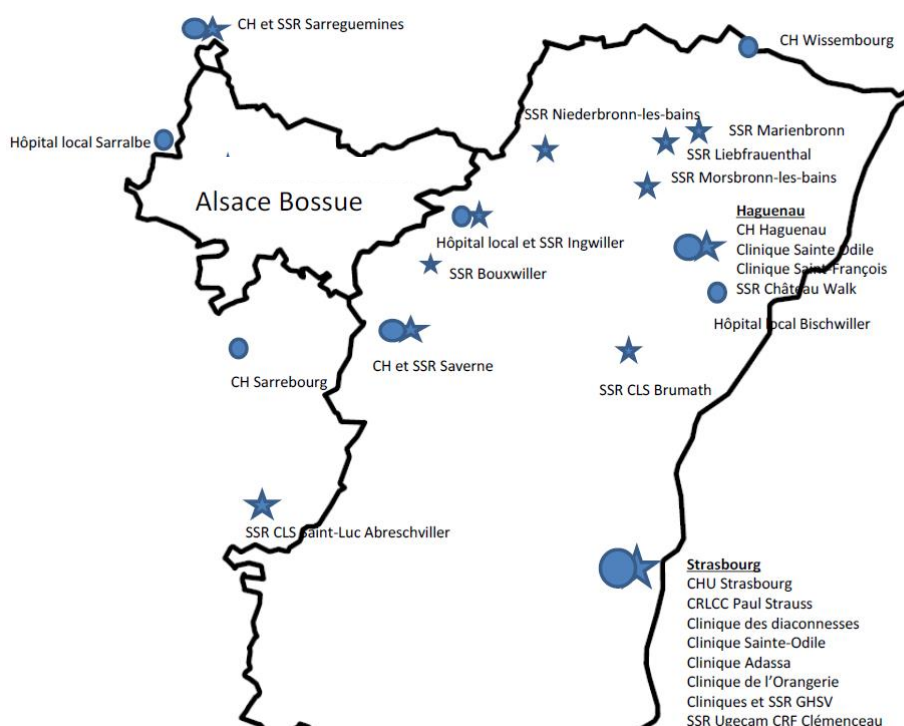 CH et SSR Sarreguemines
CH Wissembourg
SSR Niederbronn-les-bains
SSR Marienbronn
Hôpital local Sarralbe
SSR Liebfrauenthal
SSR Morsbronn-les-bains
Alsace Bossue
Haguenau
CH Haguenau
Hôpital local et SSR Ingwiller
Clinique Sainte Odile
Clinique Saint-François
SSR Bouxwiller
SSR Château Walk
Hôpital local Bischwiller
CH et SSR Saverne
CH Sarrebourg
SSR CLS Brumath
SSR CLS Saint-Luc Abreschviller
Strasbourg
CHU Strasbourg
CRLCC Paul Strauss
Clinique des diaconnesses
Clinique Sainte-Odile
Clinique Adassa
Clinique de l'Orangerie
Cliniques et SSR GHSV
SSR Ugecam CRF Clémenceau